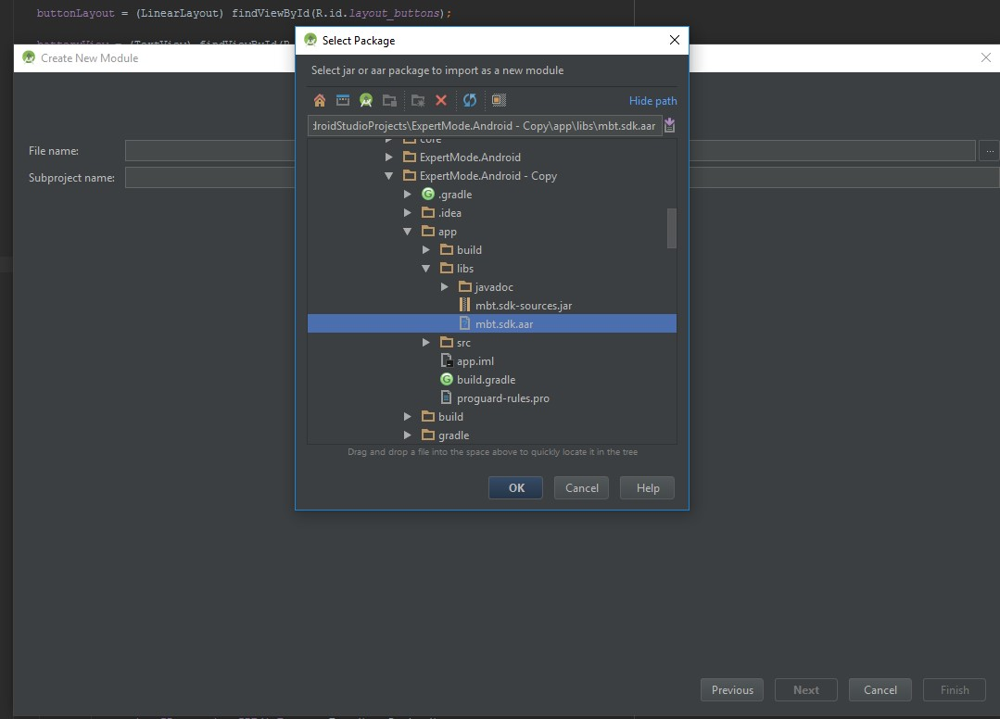 buttonLayout = (LinearLayout) findViewById(R.id.layout_buttons);
batteryView = (TextView) findViewById(R
Select Package
Create New Module
Select jar or aar package to import as a new module
Hide path
droidStudioProjects\ExpertMode.Android - Copy\app\libs\mbt.sdk.aar
core
File name:
...
ExpertMode.Android
Subproject name:
ExpertMode.Android - Copy
.gradle
.idea
app
build
libs
javadoc
mbt.sdk-sources.jar
mbt.sdk.aar
src
app.iml
build.gradle
proguard-rules.pro
build
gradle
Drag and drop a file into the space above to quickly locate it in the tree
OK
Cancel
Help
Previous
Next
Cancel
Finish